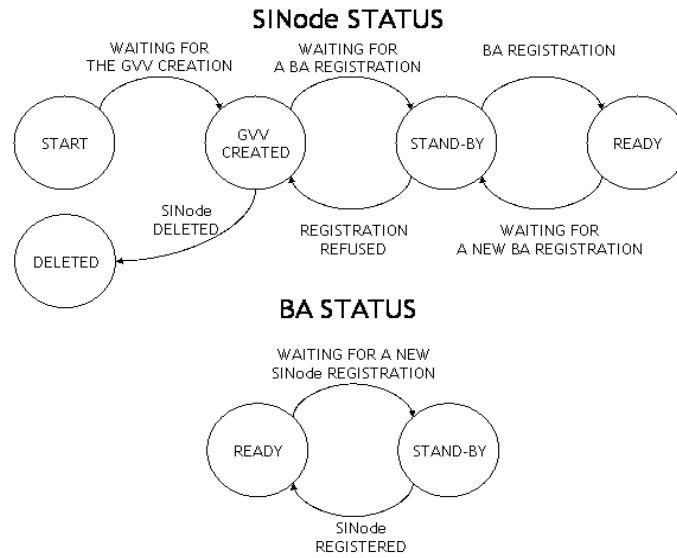 SINode STATUS
WAITING FOR
THE GVV CREATION
WAITING FOR
A BA REGISTRATION
BA REGISTRATION
START
GVV
CREATED
STAND-BY
READY
SINode
DELETED
REGISTRATION
REFUSED
WAITING FOR
A NEW BA REGISTRATION
DELETED
BA STATUS
WAITING FOR A NEW
SINode REGISTRATION
READY
STAND-BY
SINode
REGISTERED